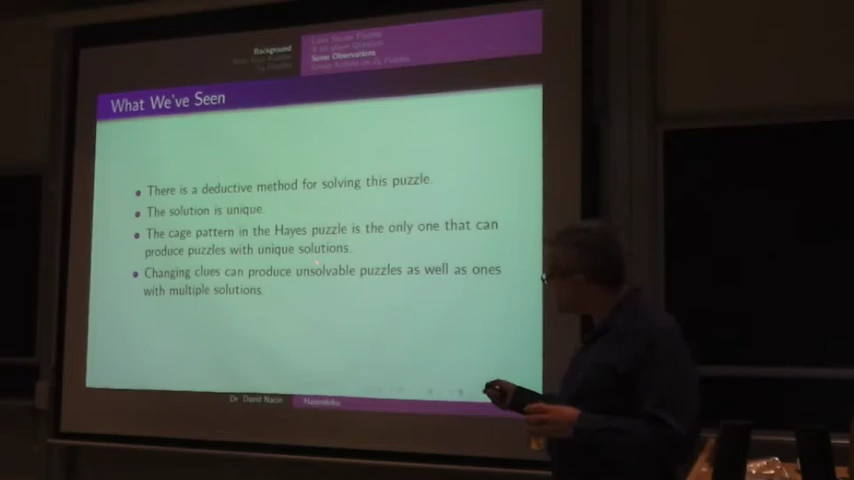 Background
Some Observations
What We've Seen
There is a deductive method for solving this puzzle.
The solution is unique.
The cage pattern in the Hayes puzzle is the only one that can
produce puzzles with unique solutions.
Changing clues can produce unsolvable puzzles as well as ones
with multiple solutions.
Dr. David Nacin